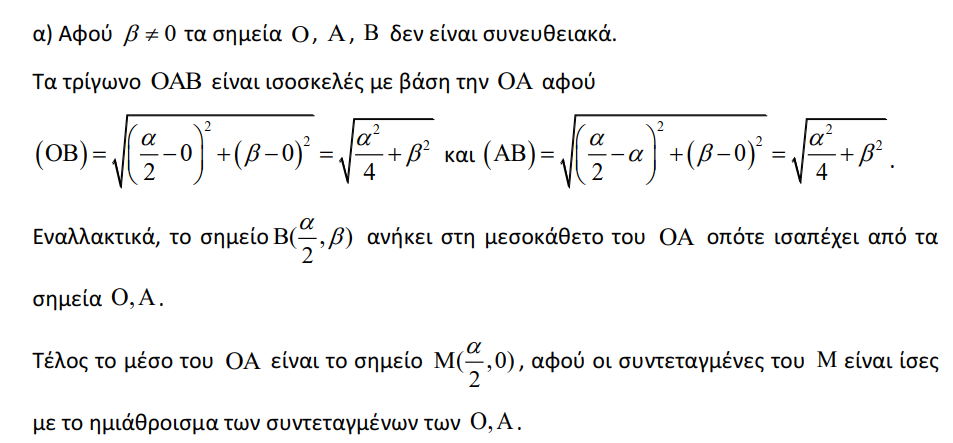 α) Αφού β ≠ 0 τα σημεία Ο, Α, Β δεν είναι συνευθειακά.
Τα τρίγωνο ΟΑΒ είναι ισοσκελές με βάση την ΟΑ αφού
(ΟΒ) = √((α/2 − 0)² + (β − 0)²) = √(α²/4 + β²) και (ΑΒ) = √((α/2 − α)² + (β − 0)²) = √(α²/4 + β²).
Εναλλακτικά, το σημείο Β(α/2, β) ανήκει στη μεσοκάθετο του ΟΑ οπότε ισαπέχει από τα
σημεία Ο, Α.
Τέλος το μέσο του ΟΑ είναι το σημείο Μ(α/2, 0), αφού οι συντεταγμένες του Μ είναι ίσες
με το ημιάθροισμα των συντεταγμένων των Ο, Α.